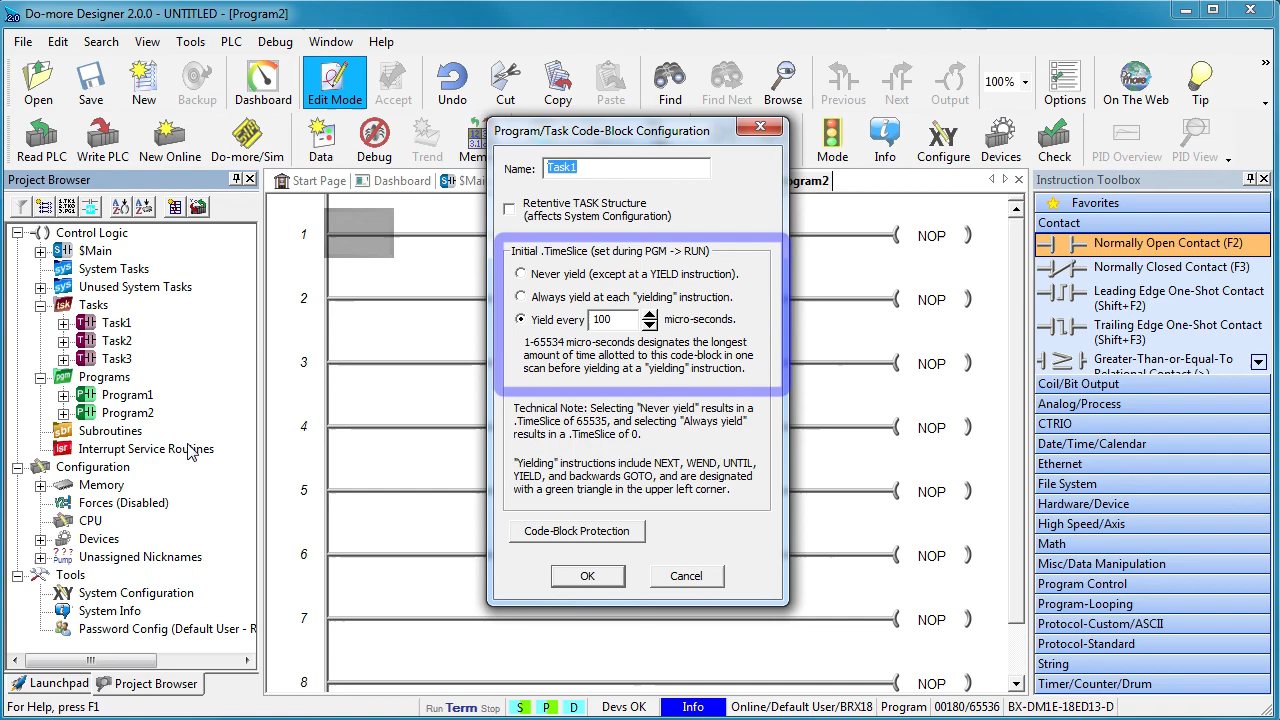 Do-more Designer 2.0.0 - UNTITLED - [Program2]
File Edit Search View Tools PLC Debug Window Help
Open Save New Backup Dashboard Edit Mode Accept Undo Cut Copy Paste Find Find Next Browse Previous Next Output 100% Options On The Web Tip
Read PLC Write PLC New Online Do-more/Sim Data Debug Trend Mode Info Configure Devices Check PID Overview PID View
Project Browser
Control Logic
$Main
System Tasks
Unused System Tasks
Tasks
Task1
Task2
Task3
Programs
Program1
Program2
Subroutines
Interrupt Service Routines
Configuration
Memory
Forces (Disabled)
CPU
Devices
Unassigned Nicknames
Tools
System Configuration
System Info
Password Config (Default User - R
Launchpad Project Browser
Start Page Dashboard
1 NOP
2 NOP
3 NOP
4 NOP
5 NOP
6 NOP
7 NOP
8 NOP
Program/Task Code-Block Configuration
Name: Task1
Retentive TASK Structure
(affects System Configuration)
Initial .TimeSlice (set during PGM -> RUN)
Never yield (except at a YIELD instruction).
Always yield at each "yielding" instruction.
Yield every 100 micro-seconds.
1-65534 micro-seconds designates the longest
amount of time allotted to this code-block in one
scan before yielding at a "yielding" instruction.
Technical Note: Selecting "Never yield" results in a
.TimeSlice of 65535, and selecting "Always yield"
results in a .TimeSlice of 0.
"Yielding" instructions include NEXT, WEND, UNTIL,
YIELD, and backwards GOTO, and are designated
with a green triangle in the upper left corner.
Code-Block Protection
OK Cancel
Instruction Toolbox
Favorites
Contact
Normally Open Contact (F2)
Normally Closed Contact (F3)
Leading Edge One-Shot Contact
(Shift+F2)
Trailing Edge One-Shot Contact
(Shift+F3)
Greater-Than-or-Equal-To
Coil/Bit Output
Analog/Process
CTRIO
Date/Time/Calendar
Ethernet
File System
Hardware/Device
High Speed/Axis
Math
Misc/Data Manipulation
Program Control
Program-Looping
Protocol-Custom/ASCII
Protocol-Standard
String
Timer/Counter/Drum
For Help, press F1 Run Term Stop S P D Devs OK Info Online/Default User/BRX18 Program 00180/65536 BX-DM1E-18ED13-D